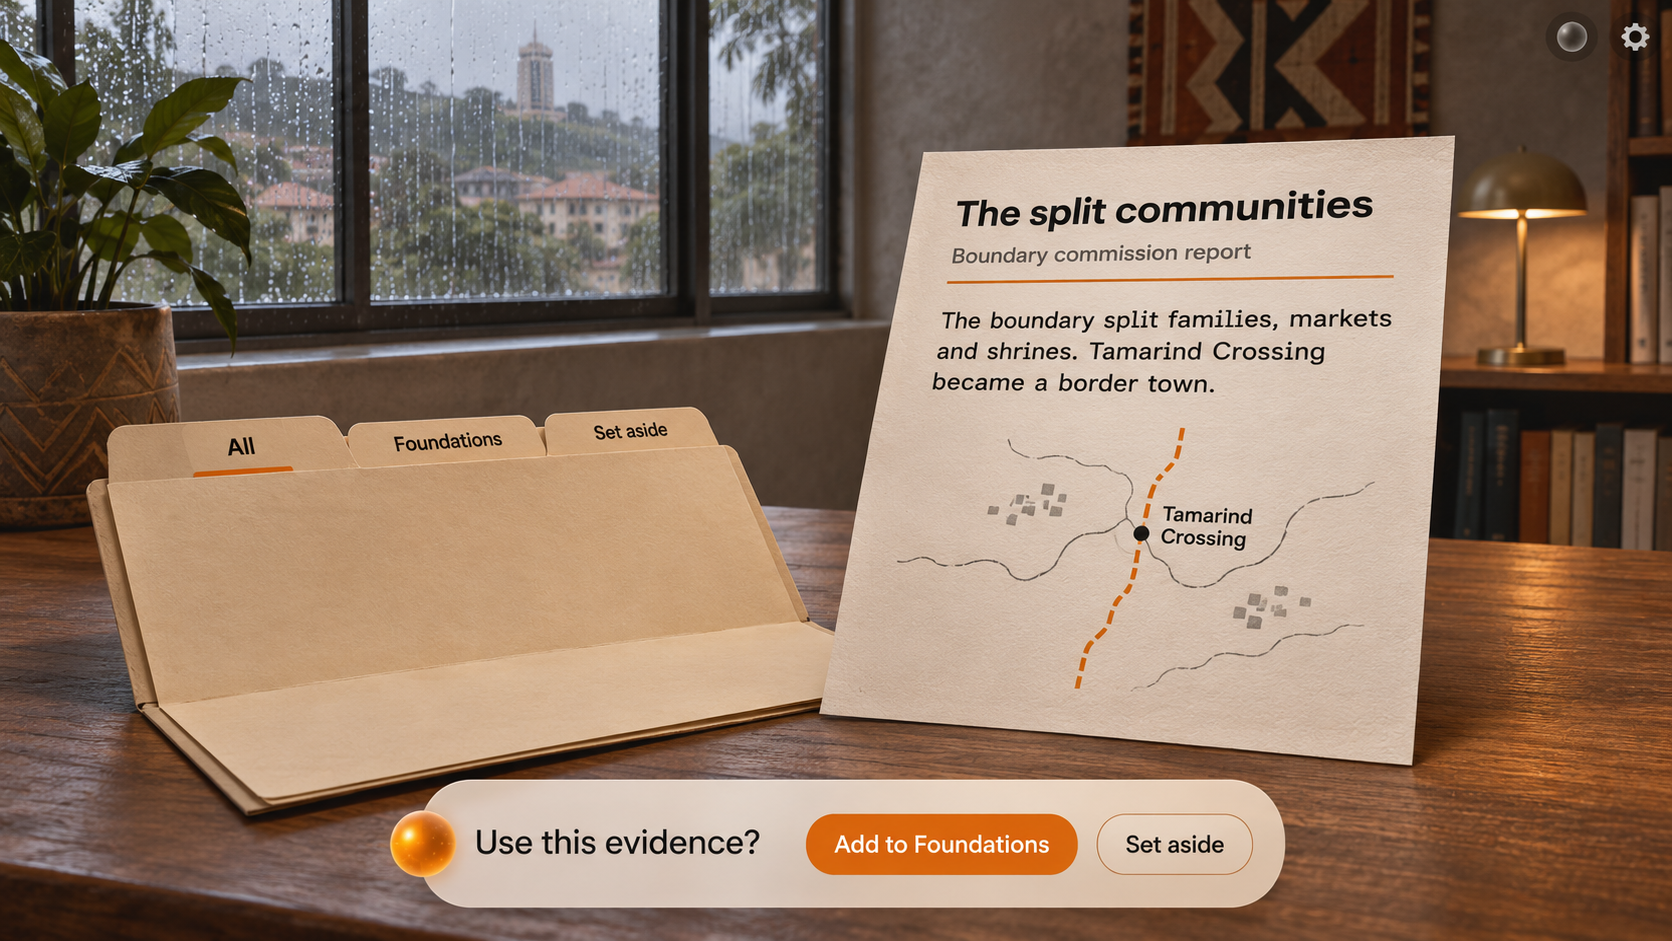 All
Foundations
Set aside
The split communities
Boundary commission report
The boundary split families, markets
and shrines. Tamarind Crossing
became a border town.
Tamarind
Crossing
Use this evidence?
Add to Foundations
Set aside